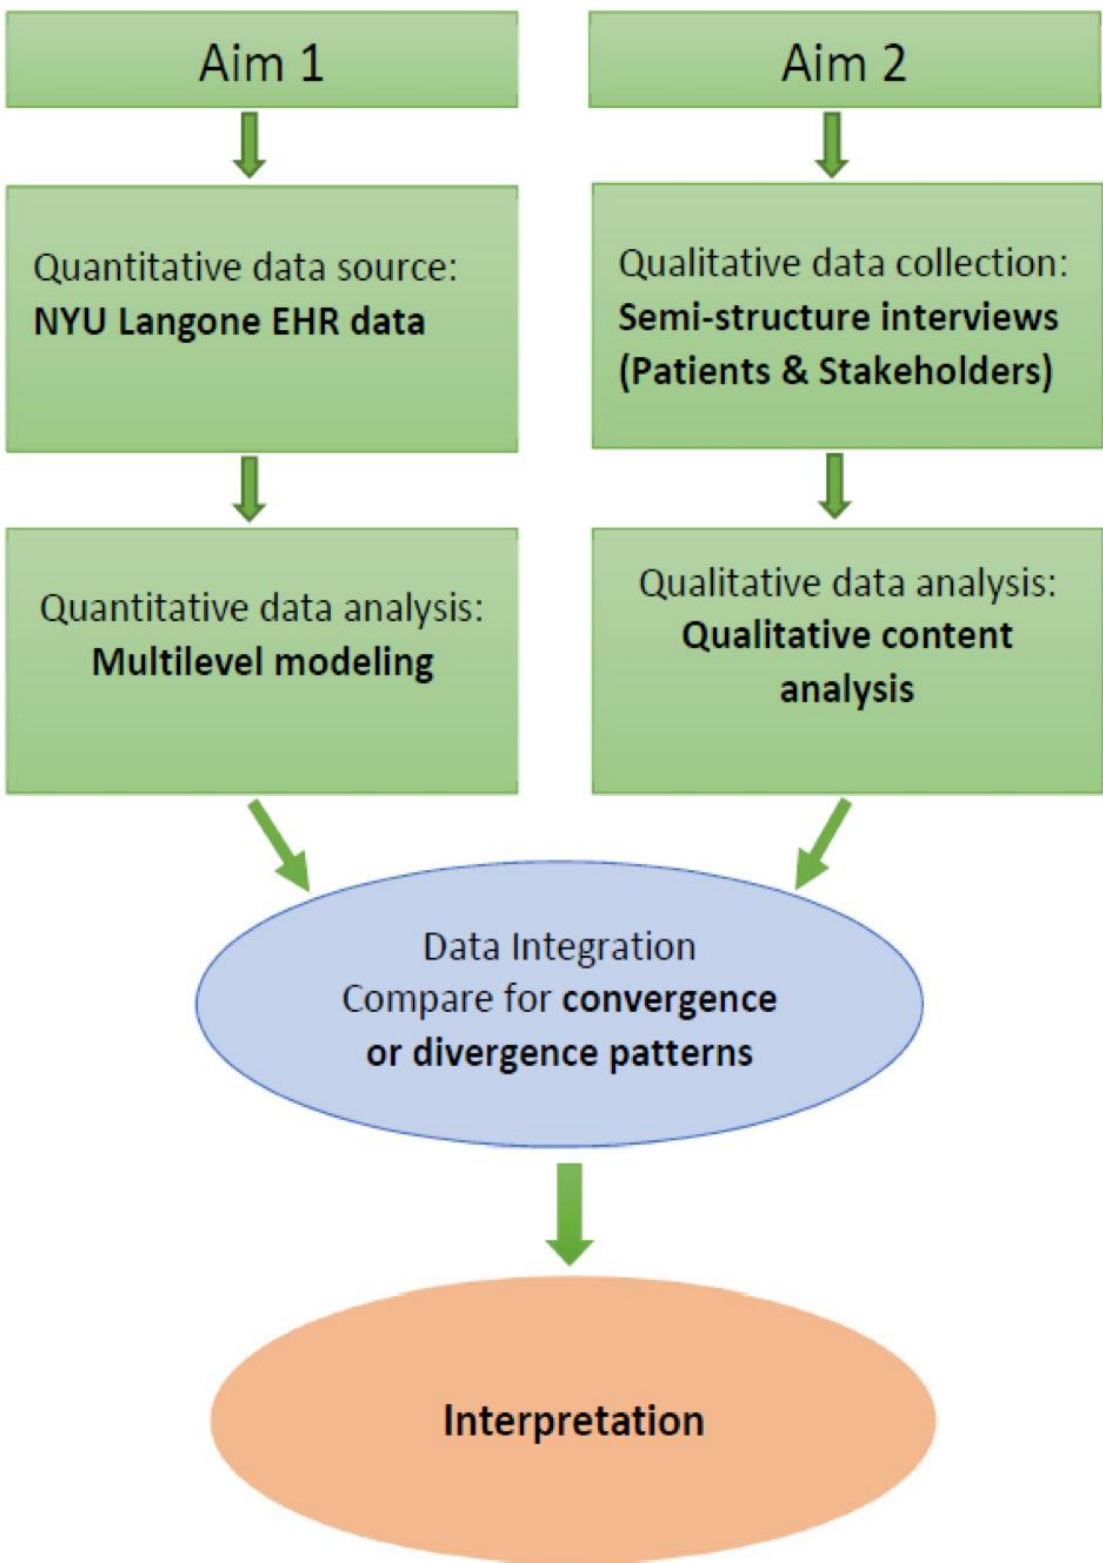 Aim 1
Aim 2
Quantitative data source:
NYU Langone EHR data
Qualitative data collection:
Semi-structure interviews
(Patients & Stakeholders)
Quantitative data analysis:
Multilevel modeling
Qualitative data analysis:
Qualitative content
analysis
Data Integration
Compare for convergence
or divergence patterns
Interpretation